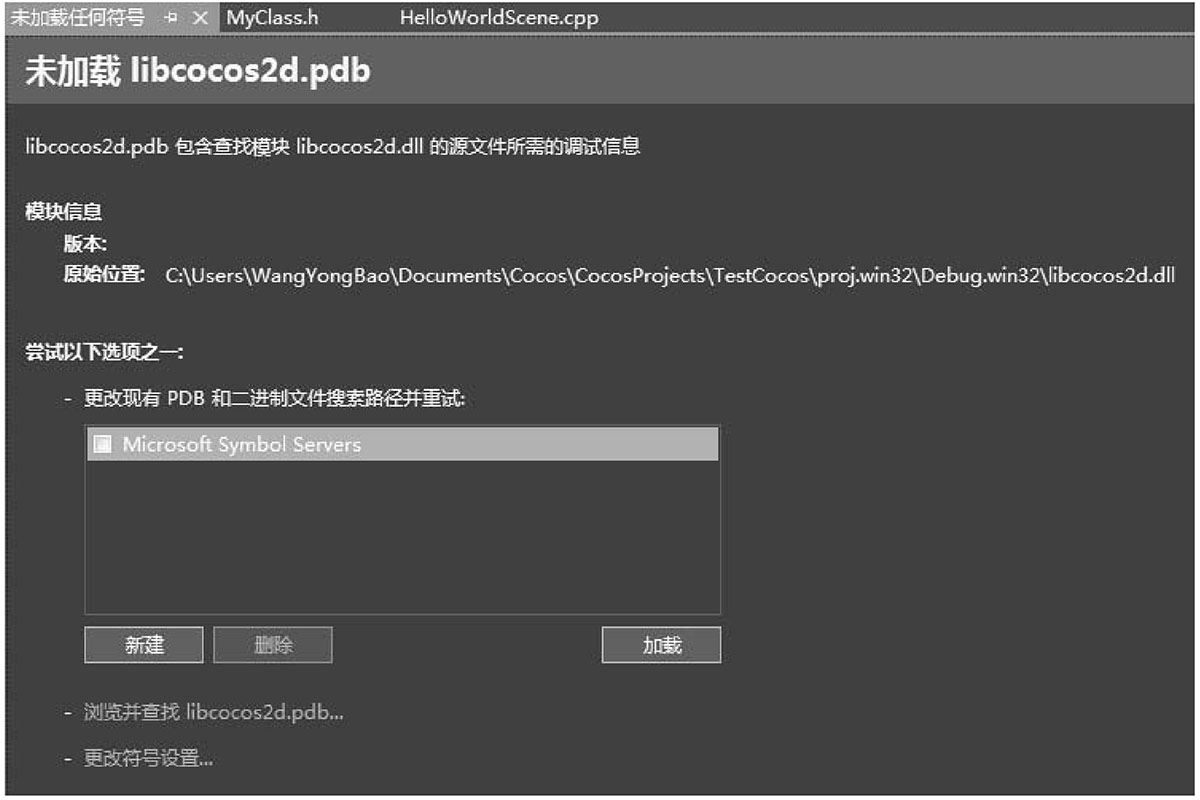 未加载任何符号 MyClass.h HelloWorldScene.cpp
未加载 libcocos2d.pdb
libcocos2d.pdb 包含查找模块 libcocos2d.dll 的源文件所需的调试信息
模块信息
版本:
原始位置: C:\Users\WangYongBao\Documents\Cocos\CocosProjects\TestCocos\proj.win32\Debug.win32\libcocos2d.dll
尝试以下选项之一:
- 更改现有 PDB 和二进制文件搜索路径并重试:
Microsoft Symbol Servers
新建 删除 加载
- 浏览并查找 libcocos2d.pdb...
- 更改符号设置...